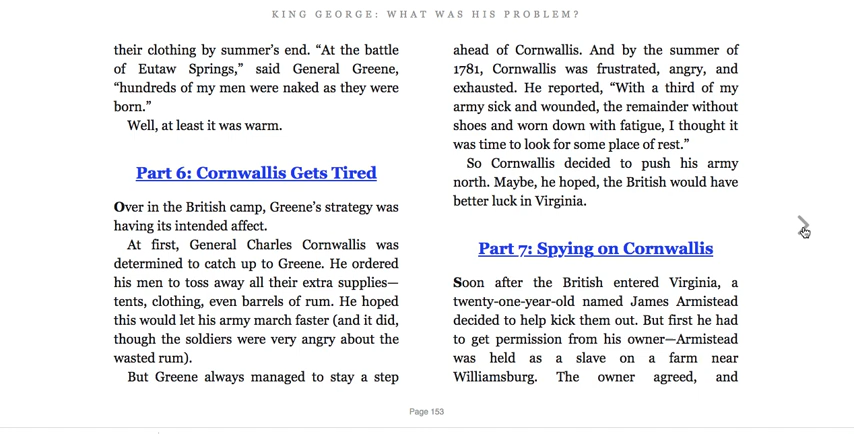 KING GEORGE: WHAT WAS HIS PROBLEM?
their clothing by summer's end. “At the battle
of Eutaw Springs,” said General Greene,
“hundreds of my men were naked as they were
born.”
Well, at least it was warm.
Part 6: Cornwallis Gets Tired
Over in the British camp, Greene's strategy was
having its intended affect.
At first, General Charles Cornwallis was
determined to catch up to Greene. He ordered
his men to toss away all their extra supplies—
tents, clothing, even barrels of rum. He hoped
this would let his army march faster (and it did,
though the soldiers were very angry about the
wasted rum).
But Greene always managed to stay a step
ahead of Cornwallis. And by the summer of
1781, Cornwallis was frustrated, angry, and
exhausted. He reported, “With a third of my
army sick and wounded, the remainder without
shoes and worn down with fatigue, I thought it
was time to look for some place of rest.”
So Cornwallis decided to push his army
north. Maybe, he hoped, the British would have
better luck in Virginia.
Part 7: Spying on Cornwallis
Soon after the British entered Virginia, a
twenty-one-year-old named James Armistead
decided to help kick them out. But first he had
to get permission from his owner—Armistead
was held as a slave on a farm near
Williamsburg. The owner agreed, and
Page 153